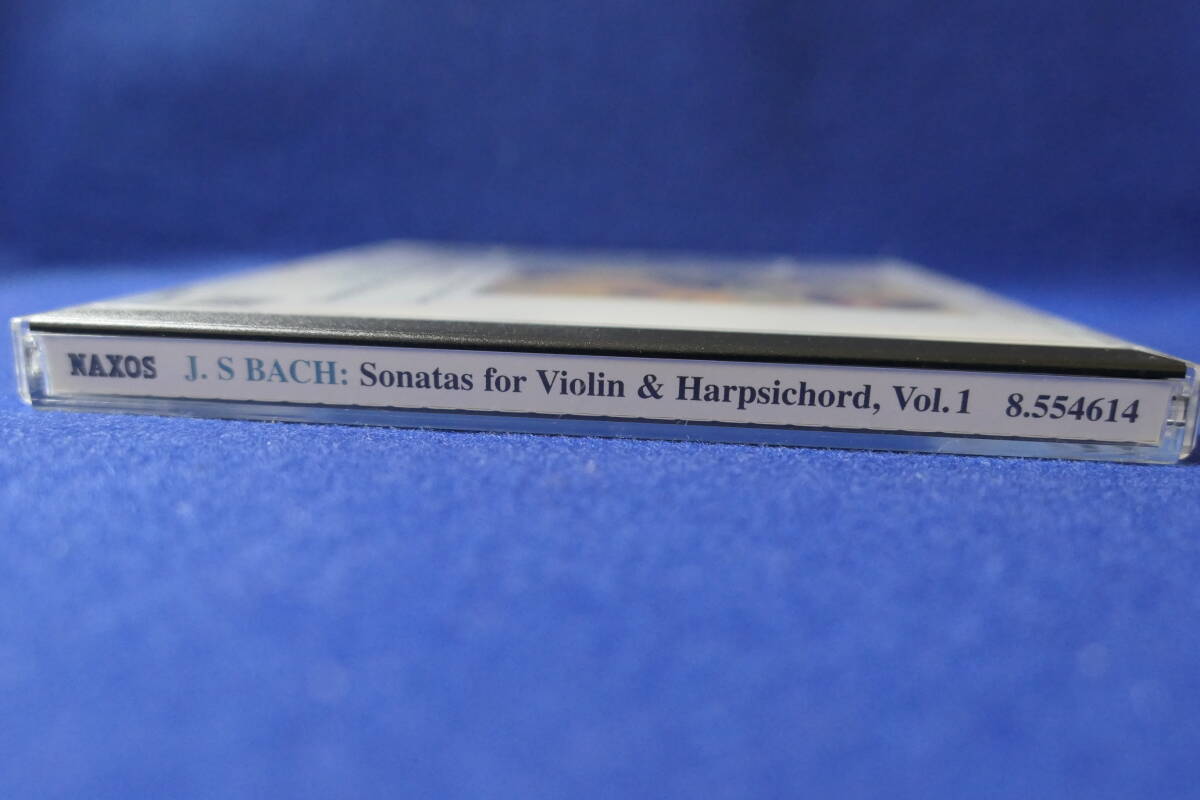 NAXOS J. S BACH: Sonatas for Violin & Harpsichord, Vol. 1 8.554614